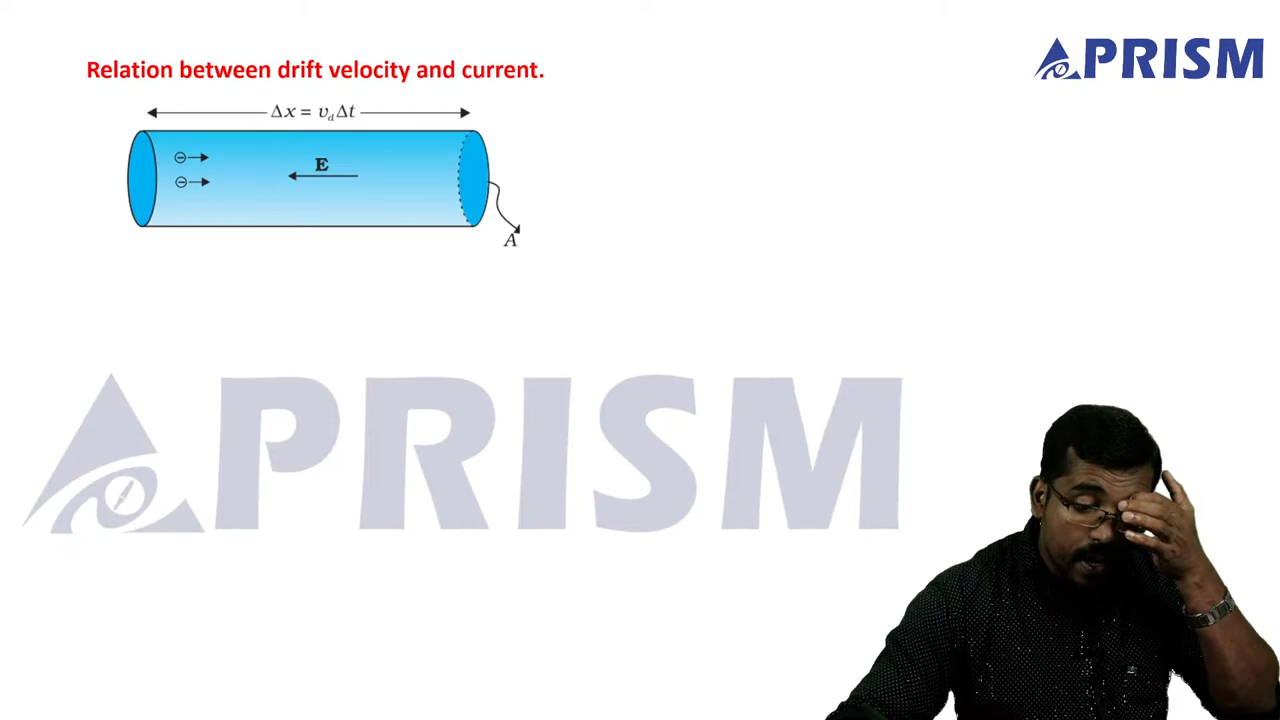 PRISM
Relation between drift velocity and current.
Δx = v_d Δt
E
A
PRISM